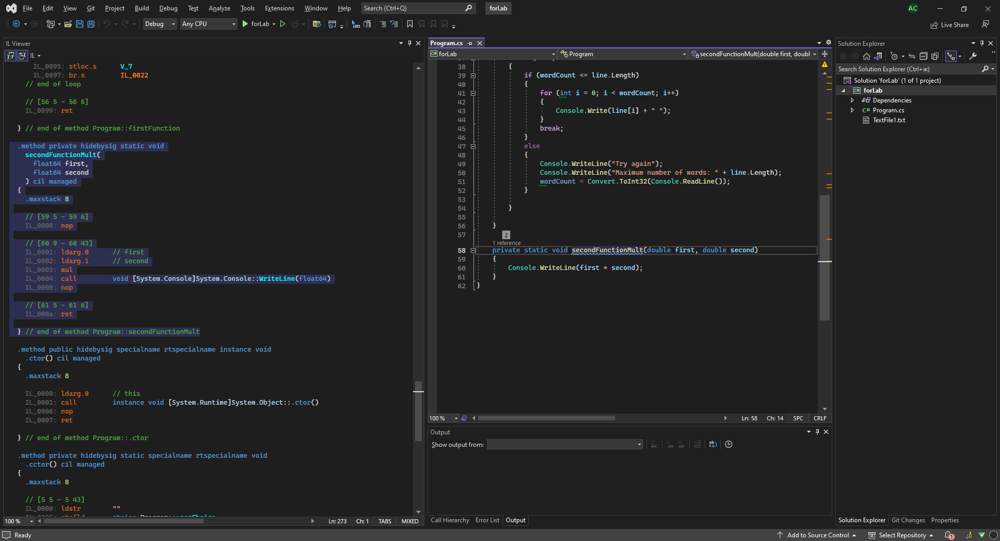 File Edit View Git Project Build Debug Test Analyze Tools Extensions Window Help Search (Ctrl+Q) forLab AC
Debug Any CPU forLab Live Share
IL Viewer
IL
IL_0095: stloc.s V_7
IL_0097: br.s IL_0022
// end of loop
// [56 5 - 56 6]
IL_0099: ret
} // end of method Program::firstFunction
.method private hidebysig static void
secondFunctionMult(
float64 first,
float64 second
) cil managed
{
.maxstack 8
// [59 5 - 59 6]
IL_0000: nop
// [60 9 - 60 43]
IL_0001: ldarg.0 // first
IL_0002: ldarg.1 // second
IL_0003: mul
IL_0004: call void [System.Console]System.Console::WriteLine(float64)
IL_0009: nop
// [61 5 - 61 6]
IL_000a: ret
} // end of method Program::secondFunctionMult
.method public hidebysig specialname rtspecialname instance void
.ctor() cil managed
{
.maxstack 8
IL_0000: ldarg.0 // this
IL_0001: call instance void [System.Runtime]System.Object::.ctor()
IL_0006: nop
IL_0007: ret
} // end of method Program::.ctor
.method private hidebysig static specialname rtspecialname void
.cctor() cil managed
{
.maxstack 8
// [5 5 - 5 43]
IL_0000: ldstr ""
100 % Ln: 273 Ch: 1 TABS MIXED
Program.cs
forLab Program secondFunctionMult(double first, doubl
38 {
39 if (wordCount <= line.Length)
40 {
41 for (int i = 0; i < wordCount; i++)
42 {
43 Console.Write(line[i] + " ");
44 }
45 break;
46 }
47 else
48 {
49 Console.WriteLine("Try again");
50 Console.WriteLine("Maximum number of words: " + line.Length);
51 wordCount = Convert.ToInt32(Console.ReadLine());
52 }
53
54 }
55
56 }
57 2
1 reference
58 private static void secondFunctionMult(double first, double second)
59 {
60 Console.WriteLine(first * second);
61 }
62 }
100 % Ln: 58 Ch: 14 SPC CRLF
Output
Show output from:
Call Hierarchy Error List Output
Solution Explorer
Search Solution Explorer (Ctrl+ж)
Solution 'forLab' (1 of 1 project)
C# forLab
Dependencies
C# Program.cs
TextFile1.txt
Solution Explorer Git Changes Properties
Ready Add to Source Control Select Repository 1